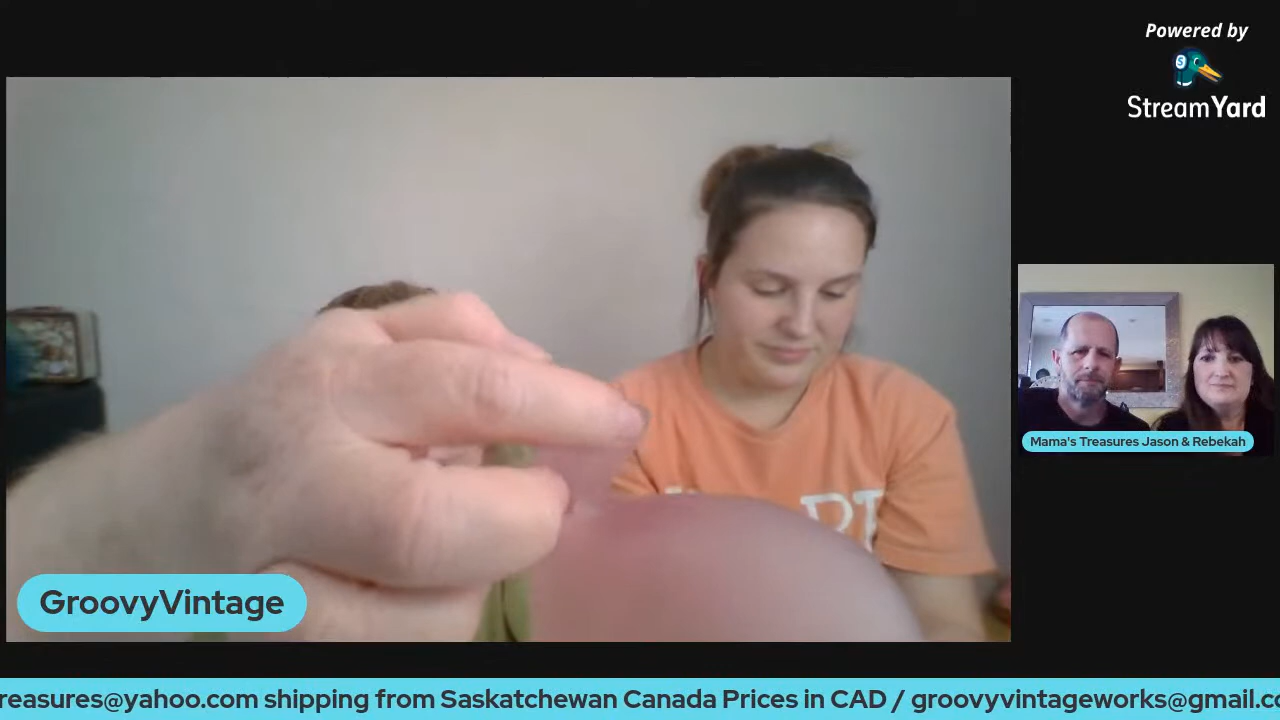 Powered by
StreamYard
GroovyVintage
Mama's Treasures Jason & Rebekah
reasures@yahoo.com shipping from Saskatchewan Canada Prices in CAD / groovyvintageworks@gmail.co